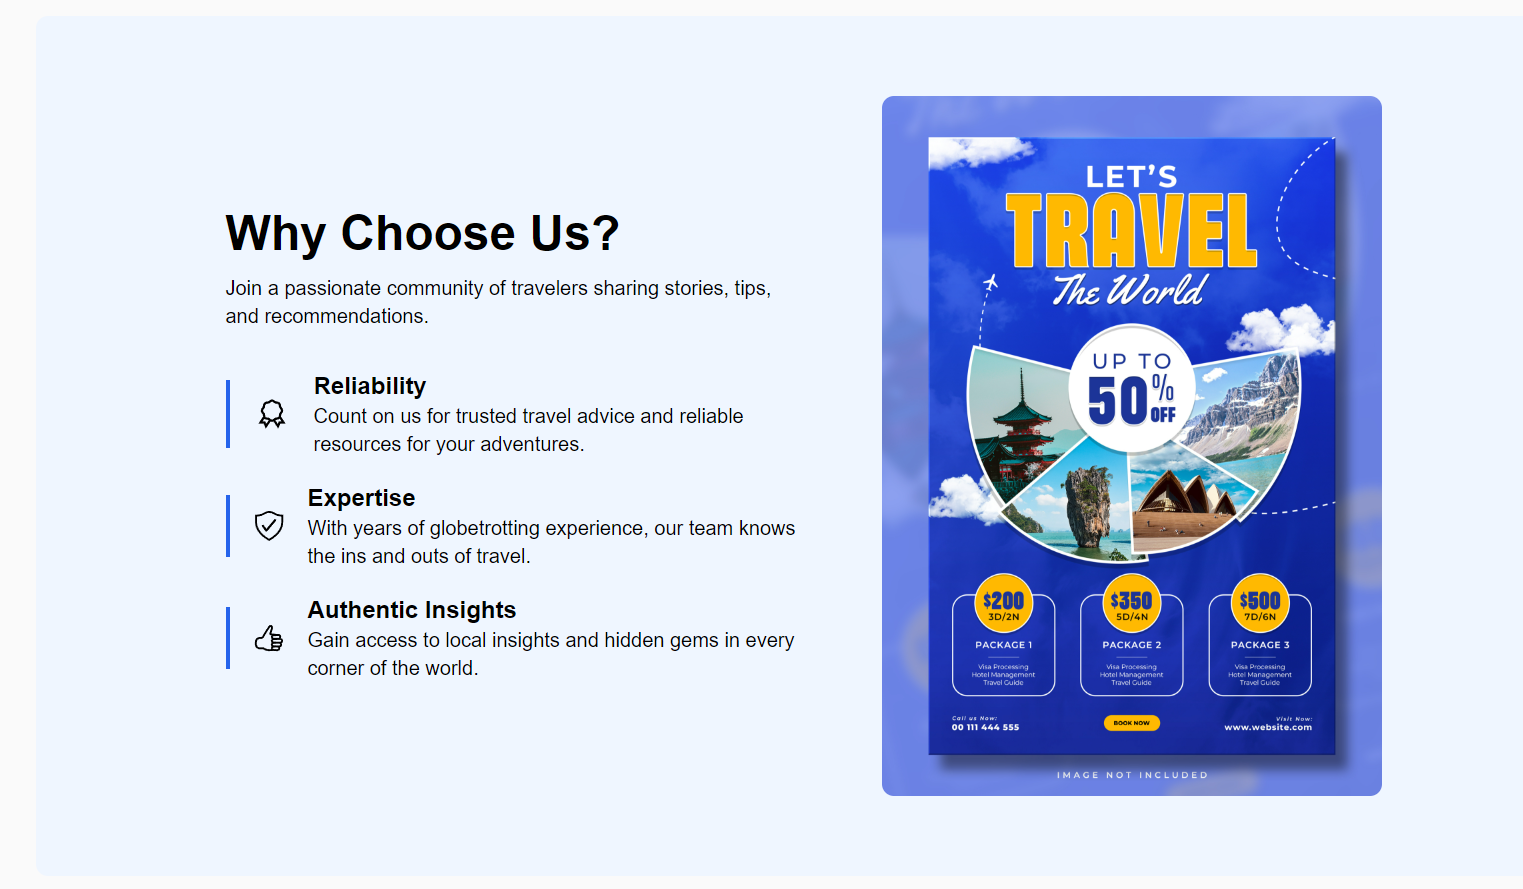 Why Choose Us?
Join a passionate community of travelers sharing stories, tips,
and recommendations.
Reliability
Count on us for trusted travel advice and reliable
resources for your adventures.
Expertise
With years of globetrotting experience, our team knows
the ins and outs of travel.
Authentic Insights
Gain access to local insights and hidden gems in every
corner of the world.
LET'S
TRAVEL
The World
UP TO
50%
OFF
$200
3D/2N
PACKAGE 1
Visa Processing
Hotel Management
Travel Guide
$350
5D/4N
PACKAGE 2
Visa Processing
Hotel Management
Travel Guide
$500
7D/6N
PACKAGE 3
Visa Processing
Hotel Management
Travel Guide
Call us Now:
00 111 444 555
BOOK NOW
Visit Now:
www.website.com
IMAGE NOT INCLUDED